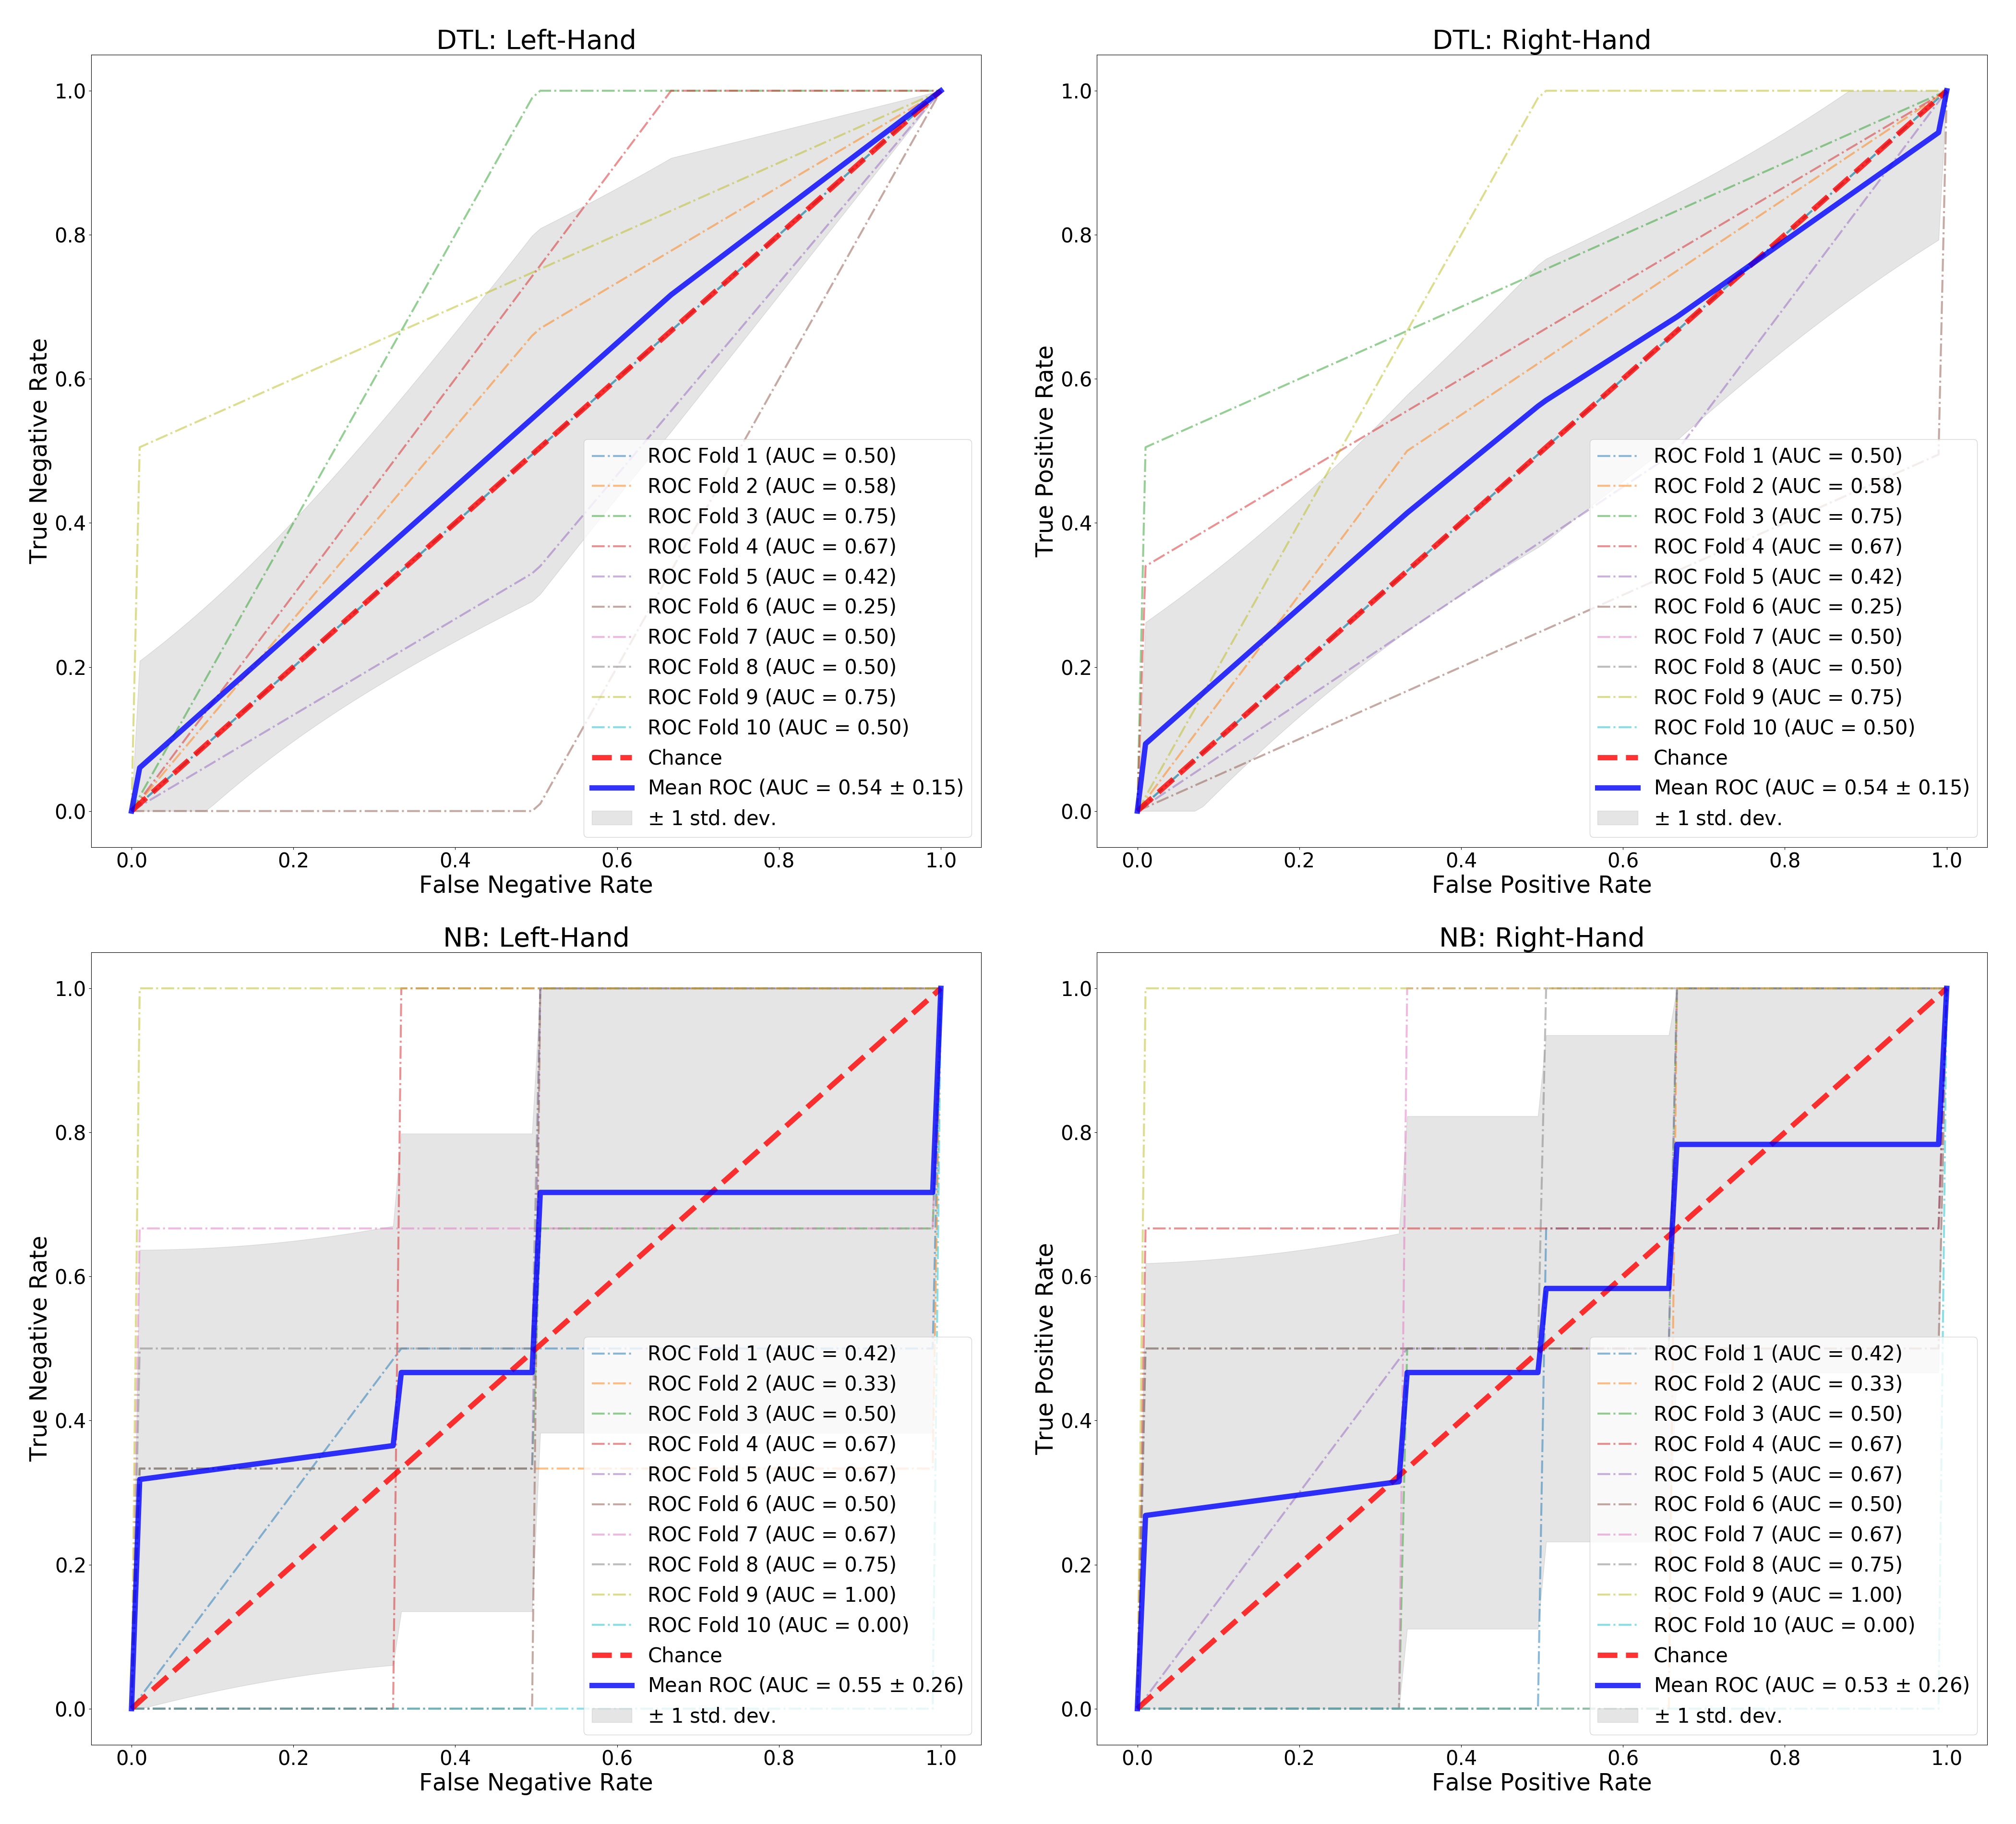 DTL: Left-Hand
True Negative Rate
1.0
0.8
0.6
0.4
0.2
0.0
ROC Fold 1 (AUC = 0.50)
ROC Fold 2 (AUC = 0.58)
ROC Fold 3 (AUC = 0.75)
ROC Fold 4 (AUC = 0.67)
ROC Fold 5 (AUC = 0.42)
ROC Fold 6 (AUC = 0.25)
ROC Fold 7 (AUC = 0.50)
ROC Fold 8 (AUC = 0.50)
ROC Fold 9 (AUC = 0.75)
ROC Fold 10 (AUC = 0.50)
Chance
Mean ROC (AUC = 0.54 ± 0.15)
± 1 std. dev.
0.0 0.2 0.4 0.6 0.8 1.0
False Negative Rate
DTL: Right-Hand
True Positive Rate
1.0
0.8
0.6
0.4
0.2
0.0
ROC Fold 1 (AUC = 0.50)
ROC Fold 2 (AUC = 0.58)
ROC Fold 3 (AUC = 0.75)
ROC Fold 4 (AUC = 0.67)
ROC Fold 5 (AUC = 0.42)
ROC Fold 6 (AUC = 0.25)
ROC Fold 7 (AUC = 0.50)
ROC Fold 8 (AUC = 0.50)
ROC Fold 9 (AUC = 0.75)
ROC Fold 10 (AUC = 0.50)
Chance
Mean ROC (AUC = 0.54 ± 0.15)
± 1 std. dev.
0.0 0.2 0.4 0.6 0.8 1.0
False Positive Rate
NB: Left-Hand
True Negative Rate
1.0
0.8
0.6
0.4
0.2
0.0
ROC Fold 1 (AUC = 0.42)
ROC Fold 2 (AUC = 0.33)
ROC Fold 3 (AUC = 0.50)
ROC Fold 4 (AUC = 0.67)
ROC Fold 5 (AUC = 0.67)
ROC Fold 6 (AUC = 0.50)
ROC Fold 7 (AUC = 0.67)
ROC Fold 8 (AUC = 0.75)
ROC Fold 9 (AUC = 1.00)
ROC Fold 10 (AUC = 0.00)
Chance
Mean ROC (AUC = 0.55 ± 0.26)
± 1 std. dev.
0.0 0.2 0.4 0.6 0.8 1.0
False Negative Rate
NB: Right-Hand
True Positive Rate
1.0
0.8
0.6
0.4
0.2
0.0
ROC Fold 1 (AUC = 0.42)
ROC Fold 2 (AUC = 0.33)
ROC Fold 3 (AUC = 0.50)
ROC Fold 4 (AUC = 0.67)
ROC Fold 5 (AUC = 0.67)
ROC Fold 6 (AUC = 0.50)
ROC Fold 7 (AUC = 0.67)
ROC Fold 8 (AUC = 0.75)
ROC Fold 9 (AUC = 1.00)
ROC Fold 10 (AUC = 0.00)
Chance
Mean ROC (AUC = 0.53 ± 0.26)
± 1 std. dev.
0.0 0.2 0.4 0.6 0.8 1.0
False Positive Rate